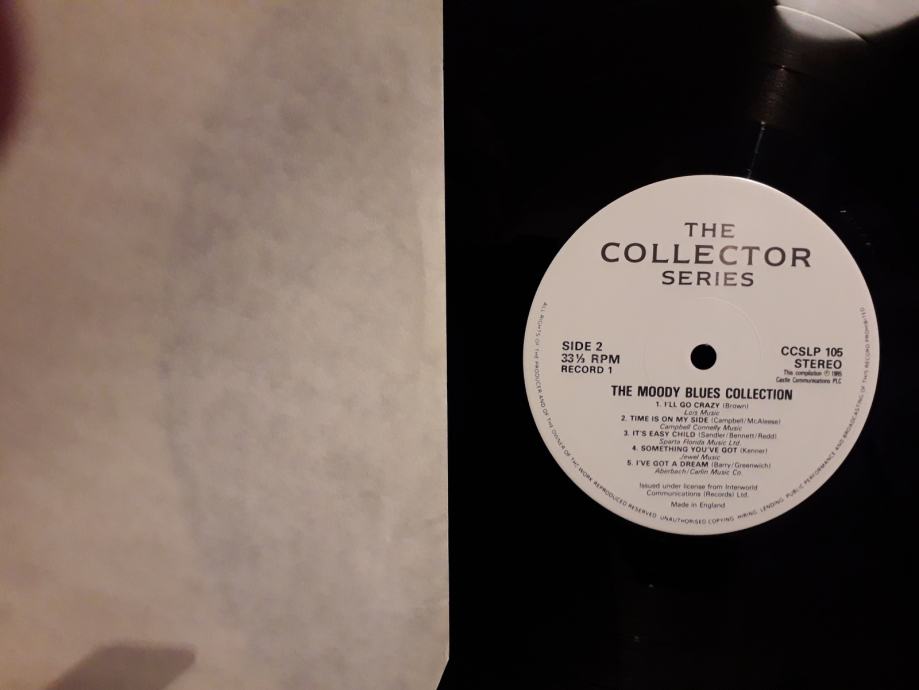 THE
COLLECTOR
SERIES
SIDE 2
33⅓ RPM
RECORD 1
CCSLP 105
STEREO
This compilation ℗ 1985
Castle Communications PLC
THE MOODY BLUES COLLECTION
1. I'LL GO CRAZY (Brown)
Lois Music
2. TIME IS ON MY SIDE (Campbell/McAleese)
Campbell Connelly Music
3. IT'S EASY CHILD (Sandler/Bennett/Redd)
Sparta Florida Music Ltd.
4. SOMETHING YOU'VE GOT (Kenner)
Jewel Music
5. I'VE GOT A DREAM (Barry/Greenwich)
Aberbach/Carlin Music Co.
Issued under license from Interworld
Communications (Records) Ltd.
Made in England
ALL RIGHTS OF THE PRODUCER AND OF THE OWNER OF THE WORK REPRODUCED RESERVED. UNAUTHORISED COPYING, HIRING, LENDING, PUBLIC PERFORMANCE AND BROADCASTING OF THIS RECORD PROHIBITED